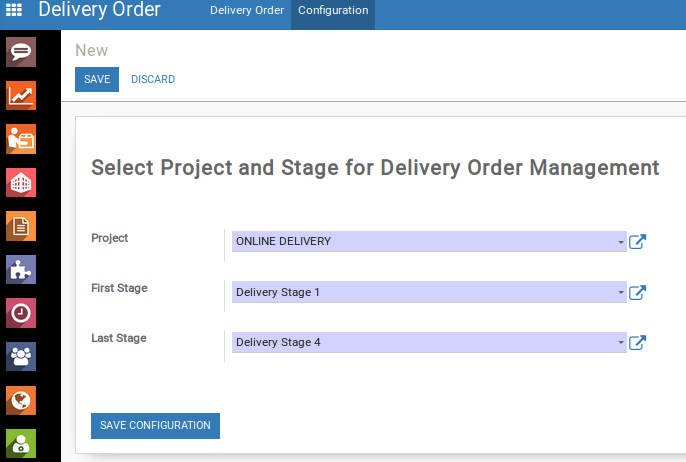 Delivery Order Delivery Order Configuration
New
SAVE DISCARD
Select Project and Stage for Delivery Order Management
Project ONLINE DELIVERY
First Stage Delivery Stage 1
Last Stage Delivery Stage 4
SAVE CONFIGURATION